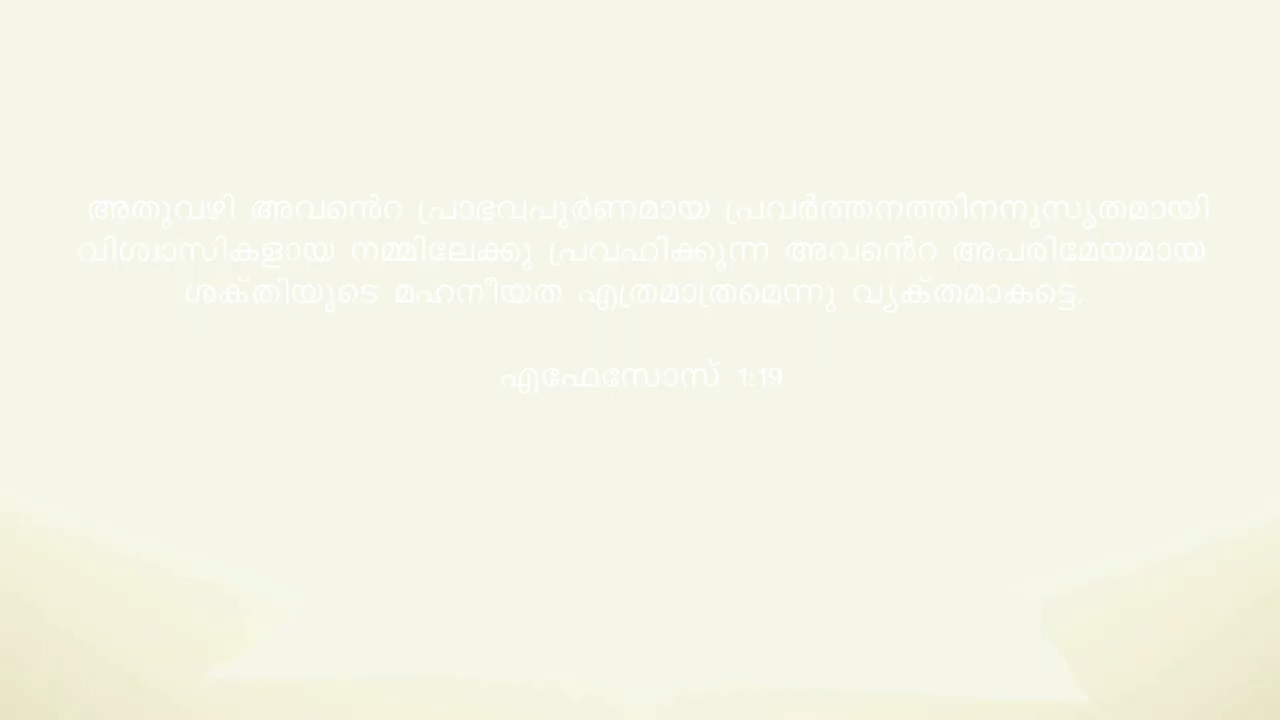 അതുവഴി അവൻെറ പ്രാഭവപൂർണമായ പ്രവർത്തനത്തിനനുസൃതമായി
വിശ്വാസികളായ നമ്മിലേക്കു പ്രവഹിക്കുന്ന അവൻെറ അപരിമേയമായ
ശക്‌തിയുടെ മഹനീയത എത്രമാത്രമെന്നു വ്യക്‌തമാകട്ടെ.
എഫേസോസ് 1:19